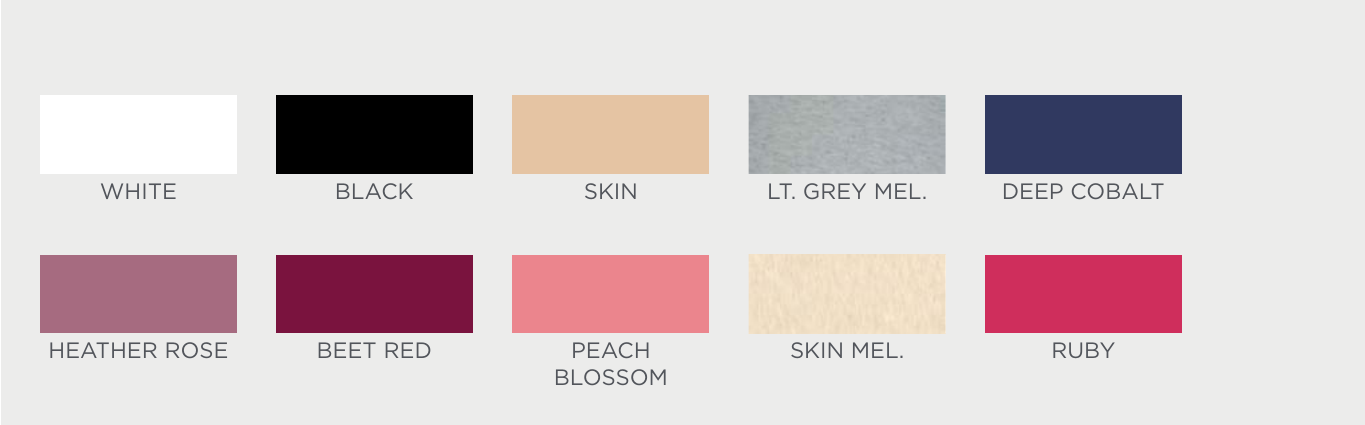 WHITE
BLACK
SKIN
LT. GREY MEL.
DEEP COBALT
HEATHER ROSE
BEET RED
PEACH
BLOSSOM
SKIN MEL.
RUBY